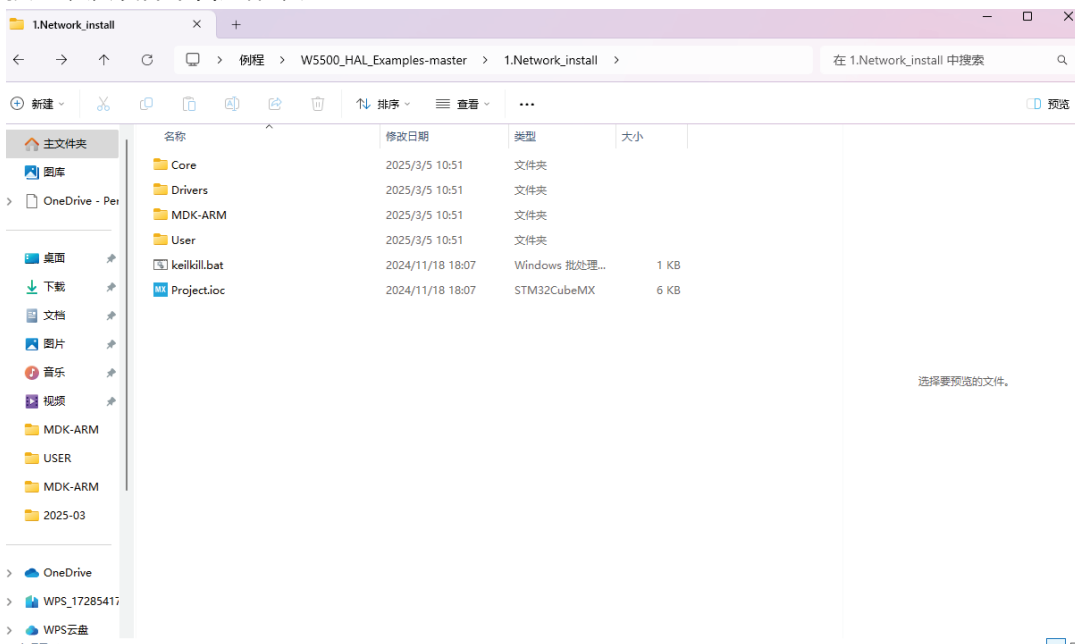 1.Network_install
例程 > W5500_HAL_Examples-master > 1.Network_install >
在 1.Network_install 中搜索
新建
排序
查看
预览
主文件夹
图库
OneDrive - Per
桌面
下载
文档
图片
音乐
视频
MDK-ARM
USER
MDK-ARM
2025-03
OneDrive
WPS_17285417
WPS云盘
名称 修改日期 类型 大小
Core 2025/3/5 10:51 文件夹
Drivers 2025/3/5 10:51 文件夹
MDK-ARM 2025/3/5 10:51 文件夹
User 2025/3/5 10:51 文件夹
keilkill.bat 2024/11/18 18:07 Windows 批处理... 1 KB
MX Project.ioc 2024/11/18 18:07 STM32CubeMX 6 KB
选择要预览的文件。